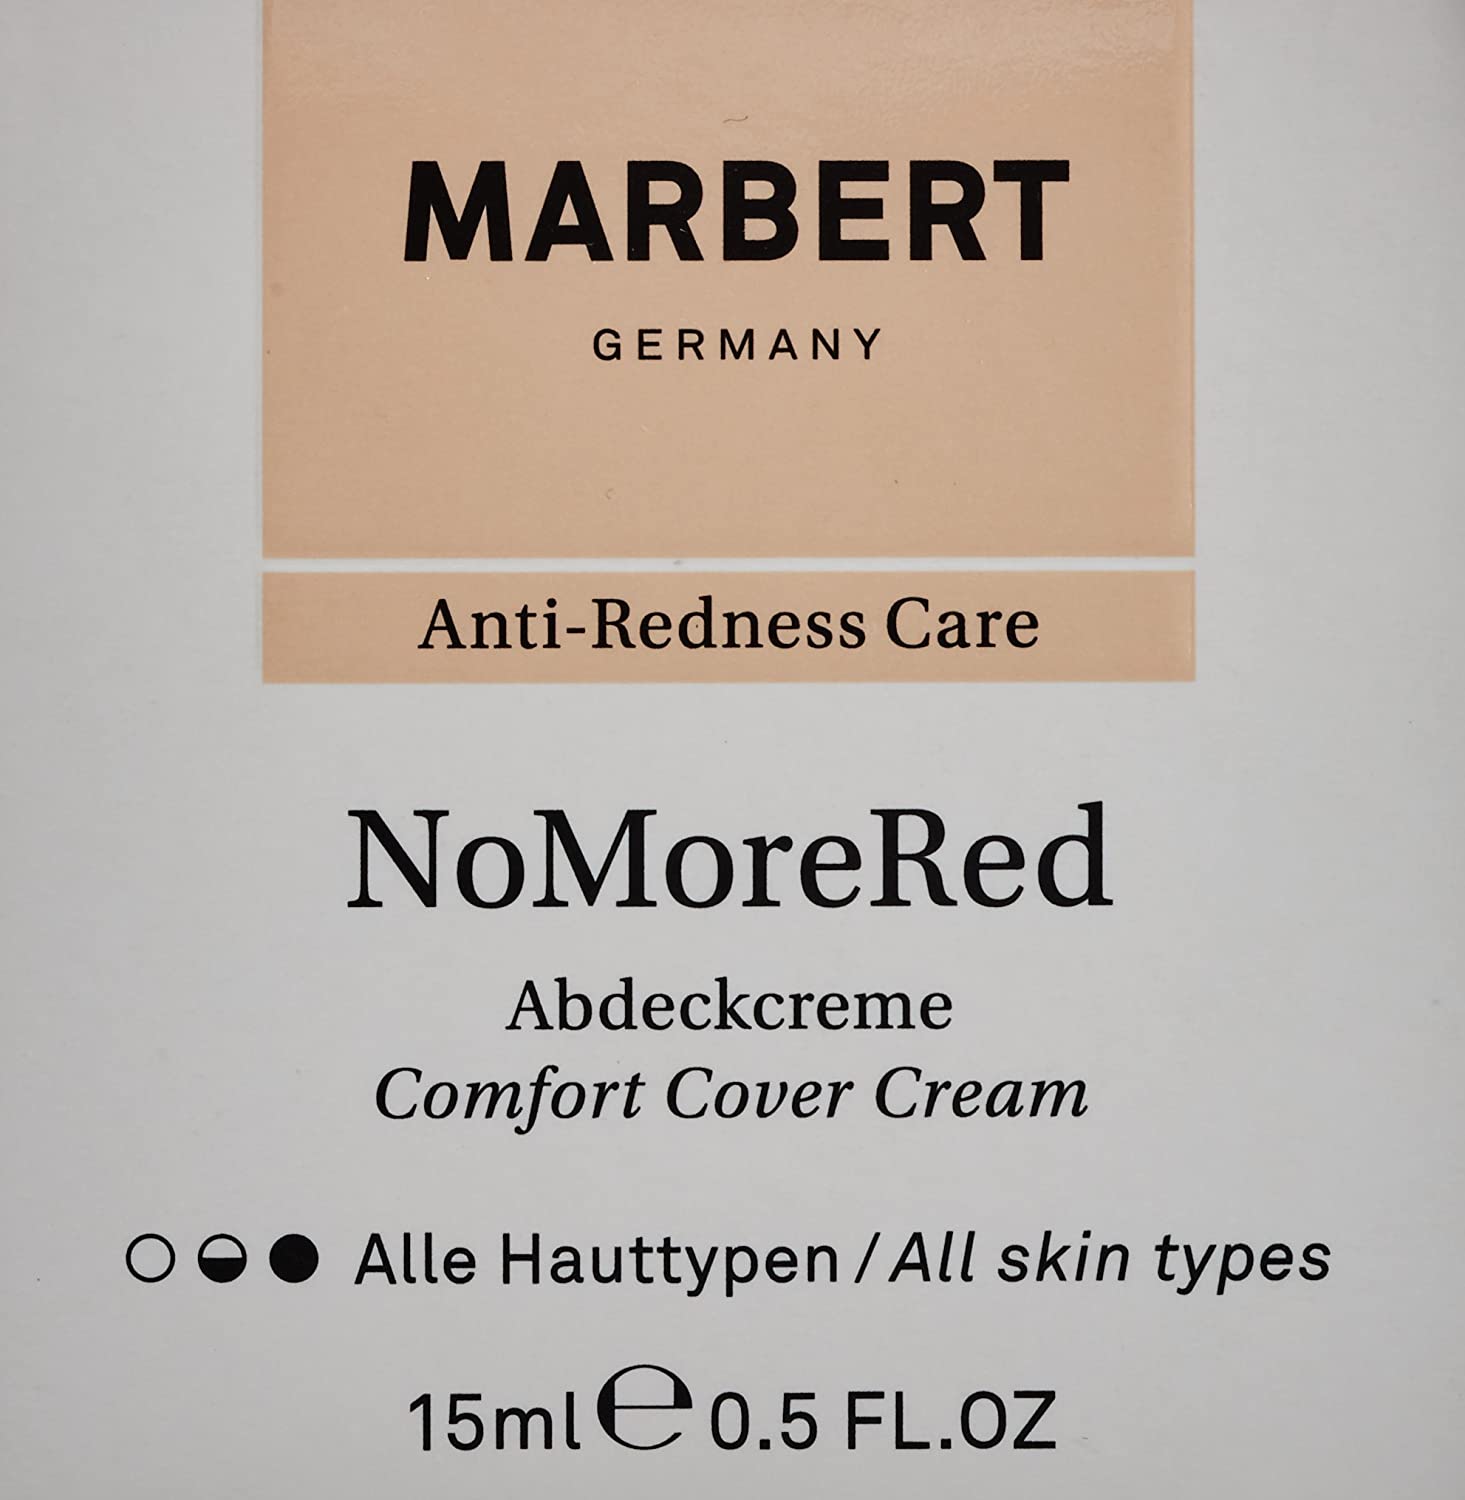 MARBERT
GERMANY
Anti-Redness Care
NoMoreRed
Abdeckcreme
Comfort Cover Cream
Alle Hauttypen / All skin types
15ml ℮ 0.5 FL.OZ